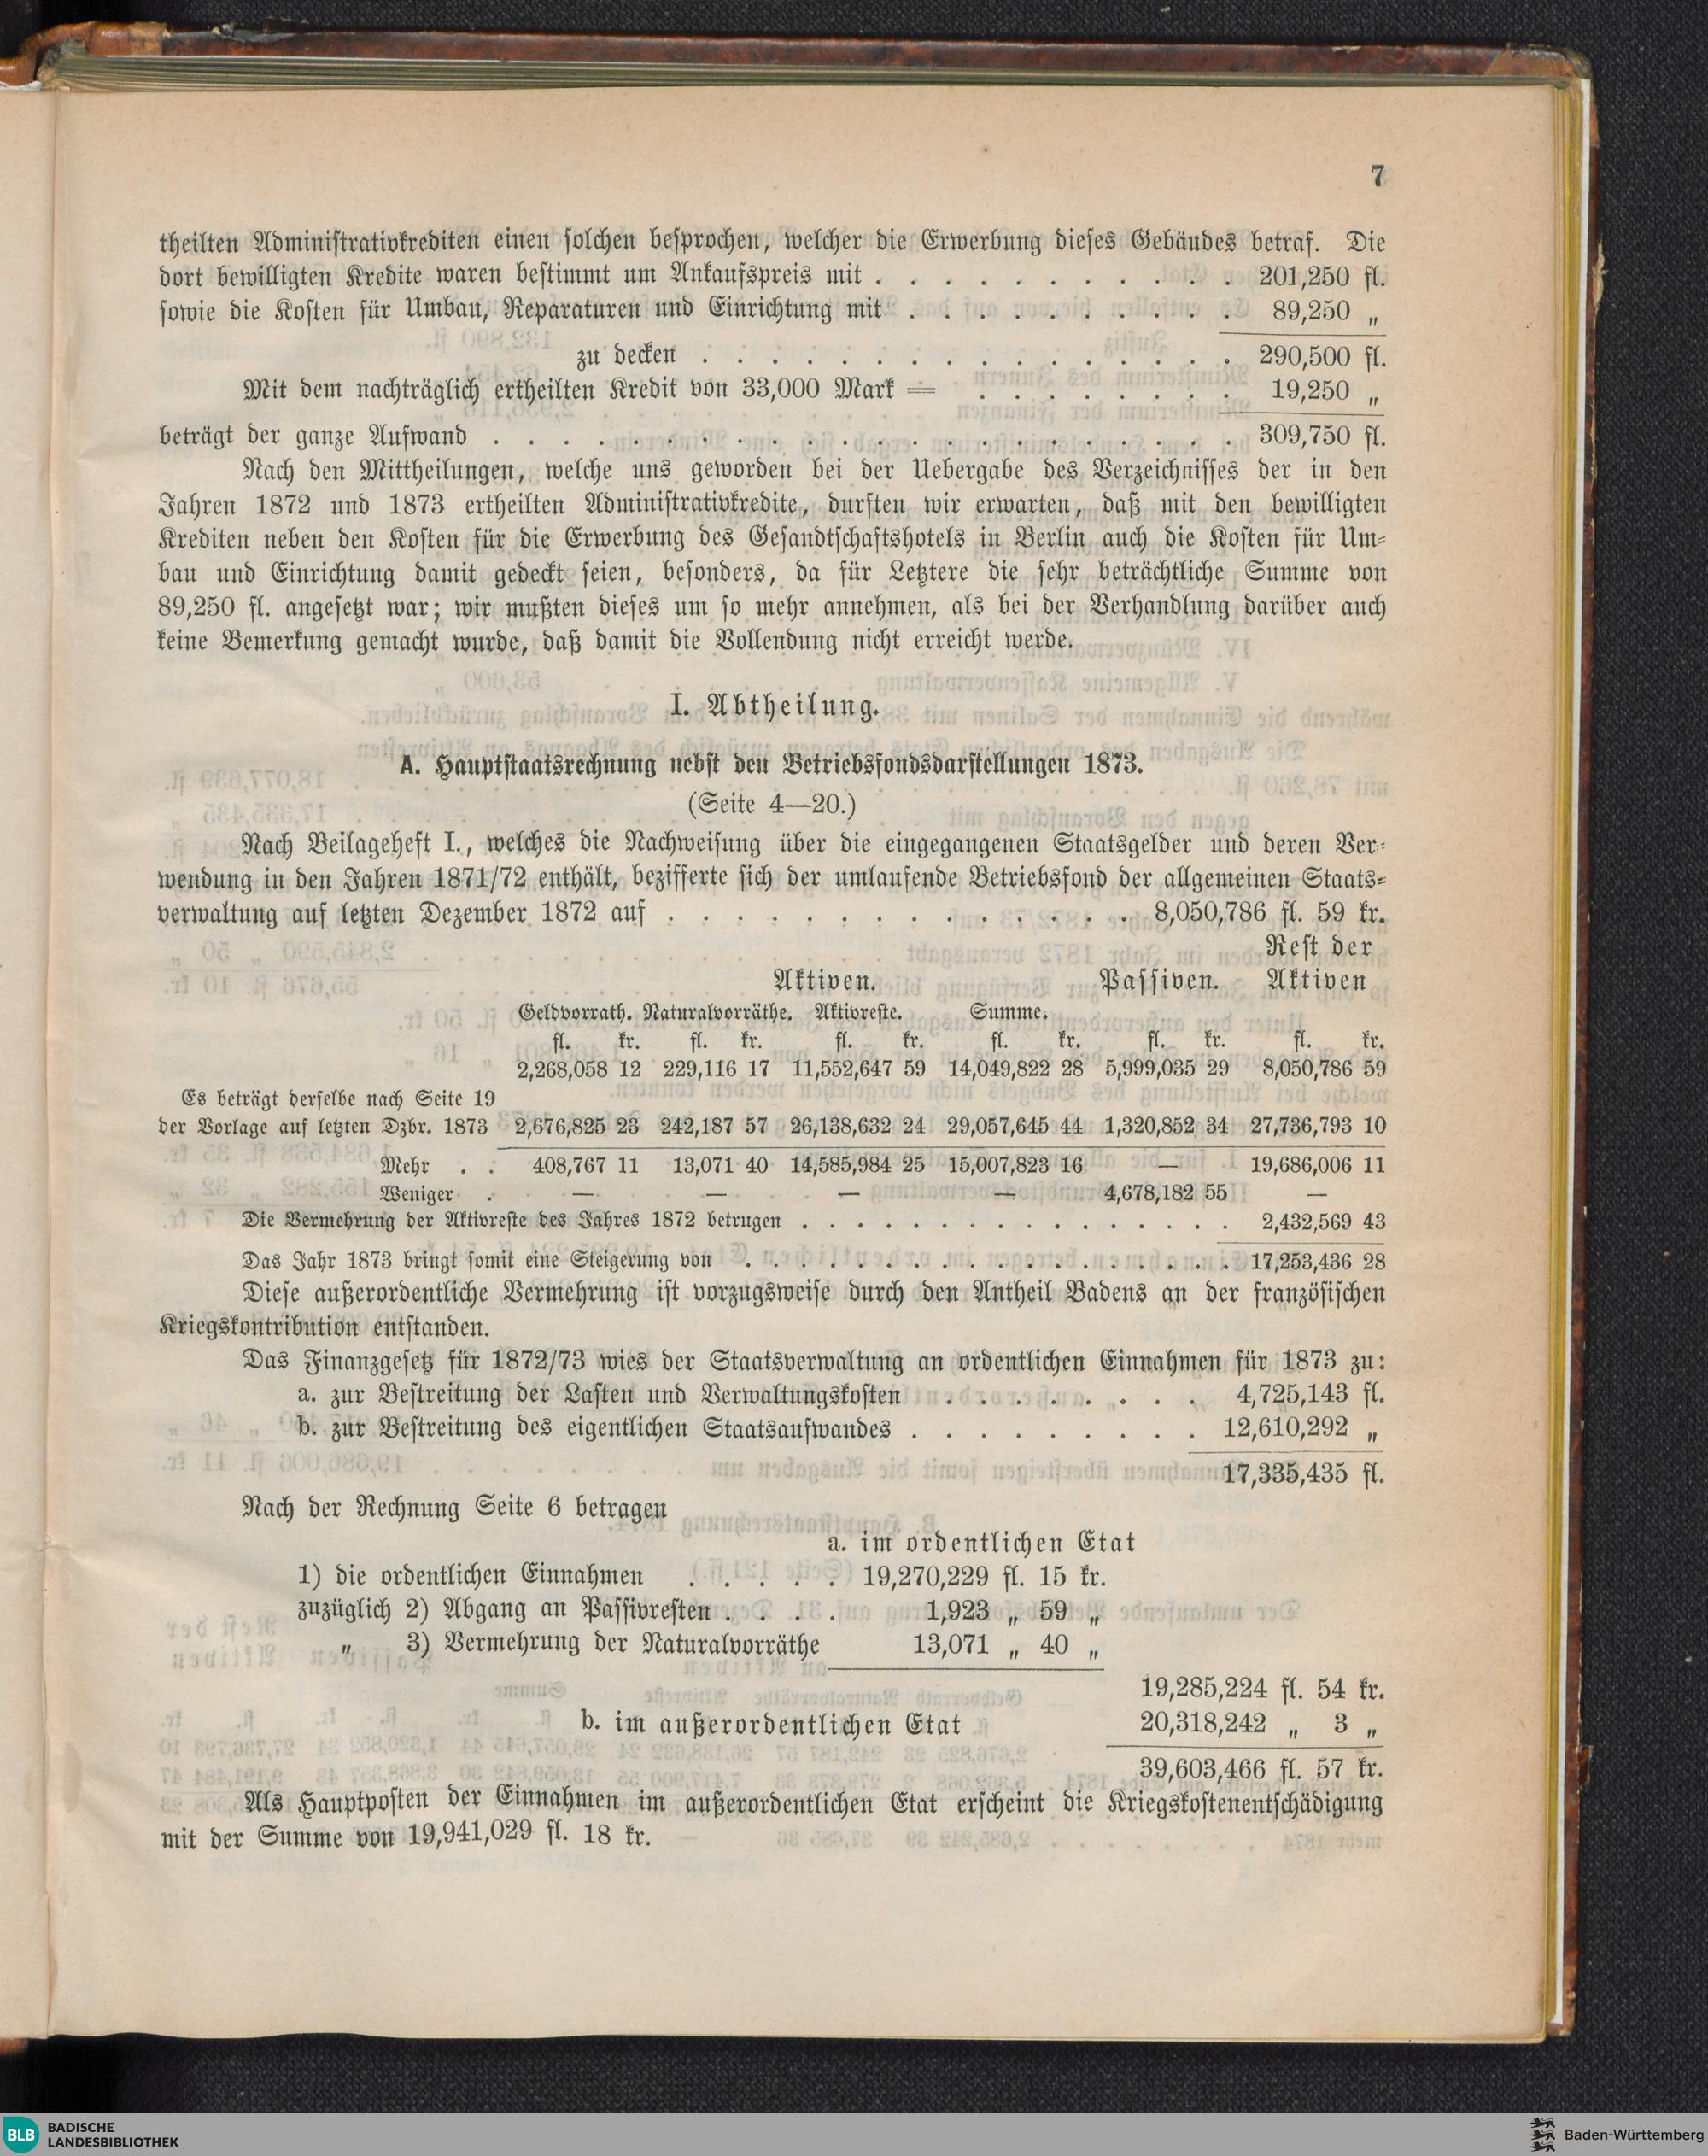 7
theilten Administrativkrediten einen solchen besprochen, welcher die Erwerbung dieses Gebäudes betraf. Die
dort bewilligten Kredite waren bestimmt um Ankaufspreis mit . . . . . . . . . . . 201,250 fl.
sowie die Kosten für Umbau, Reparaturen und Einrichtung mit . . . . . . . . . . 89,250 „
zu decken . . . . . . . . . . . . . . . . 290,500 fl.
Mit dem nachträglich ertheilten Kredit von 33,000 Mark = . . . . . . . . 19,250 „
beträgt der ganze Aufwand . . . . . . . . . . . . . . . . . . . . . . 309,750 fl.
Nach den Mittheilungen, welche uns geworden bei der Uebergabe des Verzeichnisses der in den
Jahren 1872 und 1873 ertheilten Administrativkredite, durften wir erwarten, daß mit den bewilligten
Krediten neben den Kosten für die Erwerbung des Gesandtschaftshotels in Berlin auch die Kosten für Um-
bau und Einrichtung damit gedeckt seien, besonders, da für Letztere die sehr beträchtliche Summe von
89,250 fl. angesetzt war; wir mußten dieses um so mehr annehmen, als bei der Verhandlung darüber auch
keine Bemerkung gemacht wurde, daß damit die Vollendung nicht erreicht werde.
I. Abtheilung.
A. Hauptstaatsrechnung nebst den Betriebsfondsdarstellungen 1873.
(Seite 4—20.)
Nach Beilageheft I., welches die Nachweisung über die eingegangenen Staatsgelder und deren Ver-
wendung in den Jahren 1871/72 enthält, bezifferte sich der umlaufende Betriebsfond der allgemeinen Staats-
verwaltung auf letzten Dezember 1872 auf . . . . . . . . . . . . . . 8,050,786 fl. 59 kr.
Rest der
Aktiven. Passiven. Aktiven
Geldvorrath. Naturalvorräthe. Aktivreste. Summe.
fl. kr. fl. kr. fl. kr. fl. kr. fl. kr. fl. kr.
2,268,058 12 229,116 17 11,552,647 59 14,049,822 28 5,999,035 29 8,050,786 59
Es beträgt derselbe nach Seite 19
der Vorlage auf letzten Dzbr. 1873 2,676,825 23 242,187 57 26,138,632 24 29,057,645 44 1,320,852 34 27,736,793 10
Mehr . . 408,767 11 13,071 40 14,585,984 25 15,007,823 16 — 19,686,006 11
Weniger . — — — — 4,678,182 55 —
Die Vermehrung der Aktivreste des Jahres 1872 betrugen . . . . . . . . . . . . . . . . 2,432,569 43
Das Jahr 1873 bringt somit eine Steigerung von . . . . . . . . . . . . . . . . . . 17,253,436 28
Diese außerordentliche Vermehrung ist vorzugsweise durch den Antheil Badens an der französischen
Kriegskontribution entstanden.
Das Finanzgesetz für 1872/73 wies der Staatsverwaltung an ordentlichen Einnahmen für 1873 zu:
a. zur Bestreitung der Lasten und Verwaltungskosten . . . . . . . . 4,725,143 fl.
b. zur Bestreitung des eigentlichen Staatsaufwandes . . . . . . . . . 12,610,292 „
17,335,435 fl.
Nach der Rechnung Seite 6 betragen
a. im ordentlichen Etat
1) die ordentlichen Einnahmen . . . . . 19,270,229 fl. 15 kr.
zuzüglich 2) Abgang an Passivresten . . . . 1,923 „ 59 „
„ 3) Vermehrung der Naturalvorräthe 13,071 „ 40 „
19,285,224 fl. 54 kr.
b. im außerordentlichen Etat 20,318,242 „ 3 „
39,603,466 fl. 57 kr.
Als Hauptposten der Einnahmen im außerordentlichen Etat erscheint die Kriegskostenentschädigung
mit der Summe von 19,941,029 fl. 18 kr.
BLB BADISCHE
LANDESBIBLIOTHEK
Baden-Württemberg